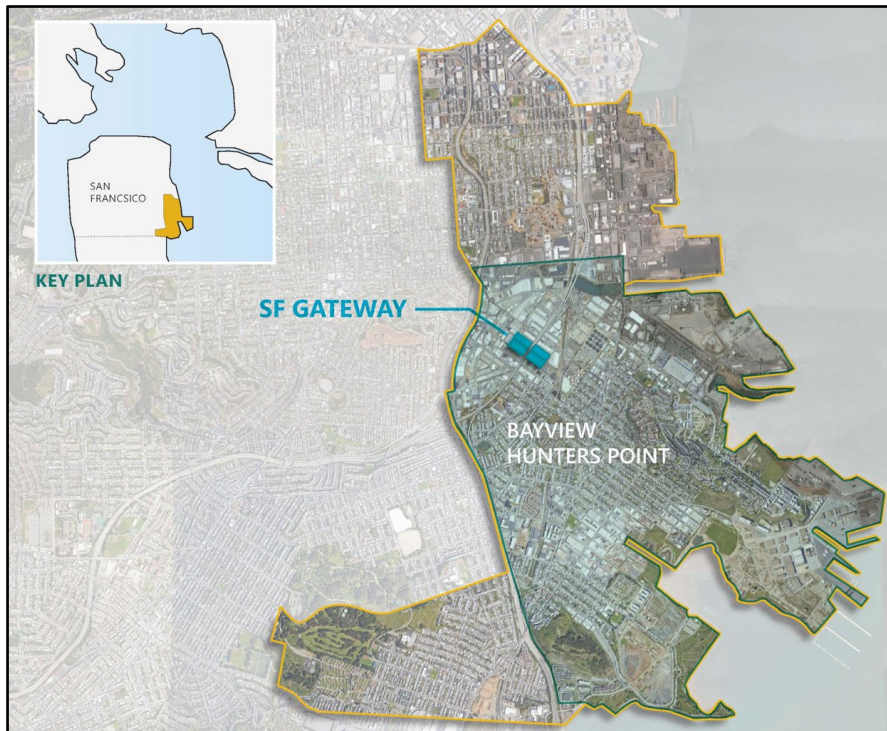 SAN
FRANCSICO
KEY PLAN
SF GATEWAY
BAYVIEW
HUNTERS POINT